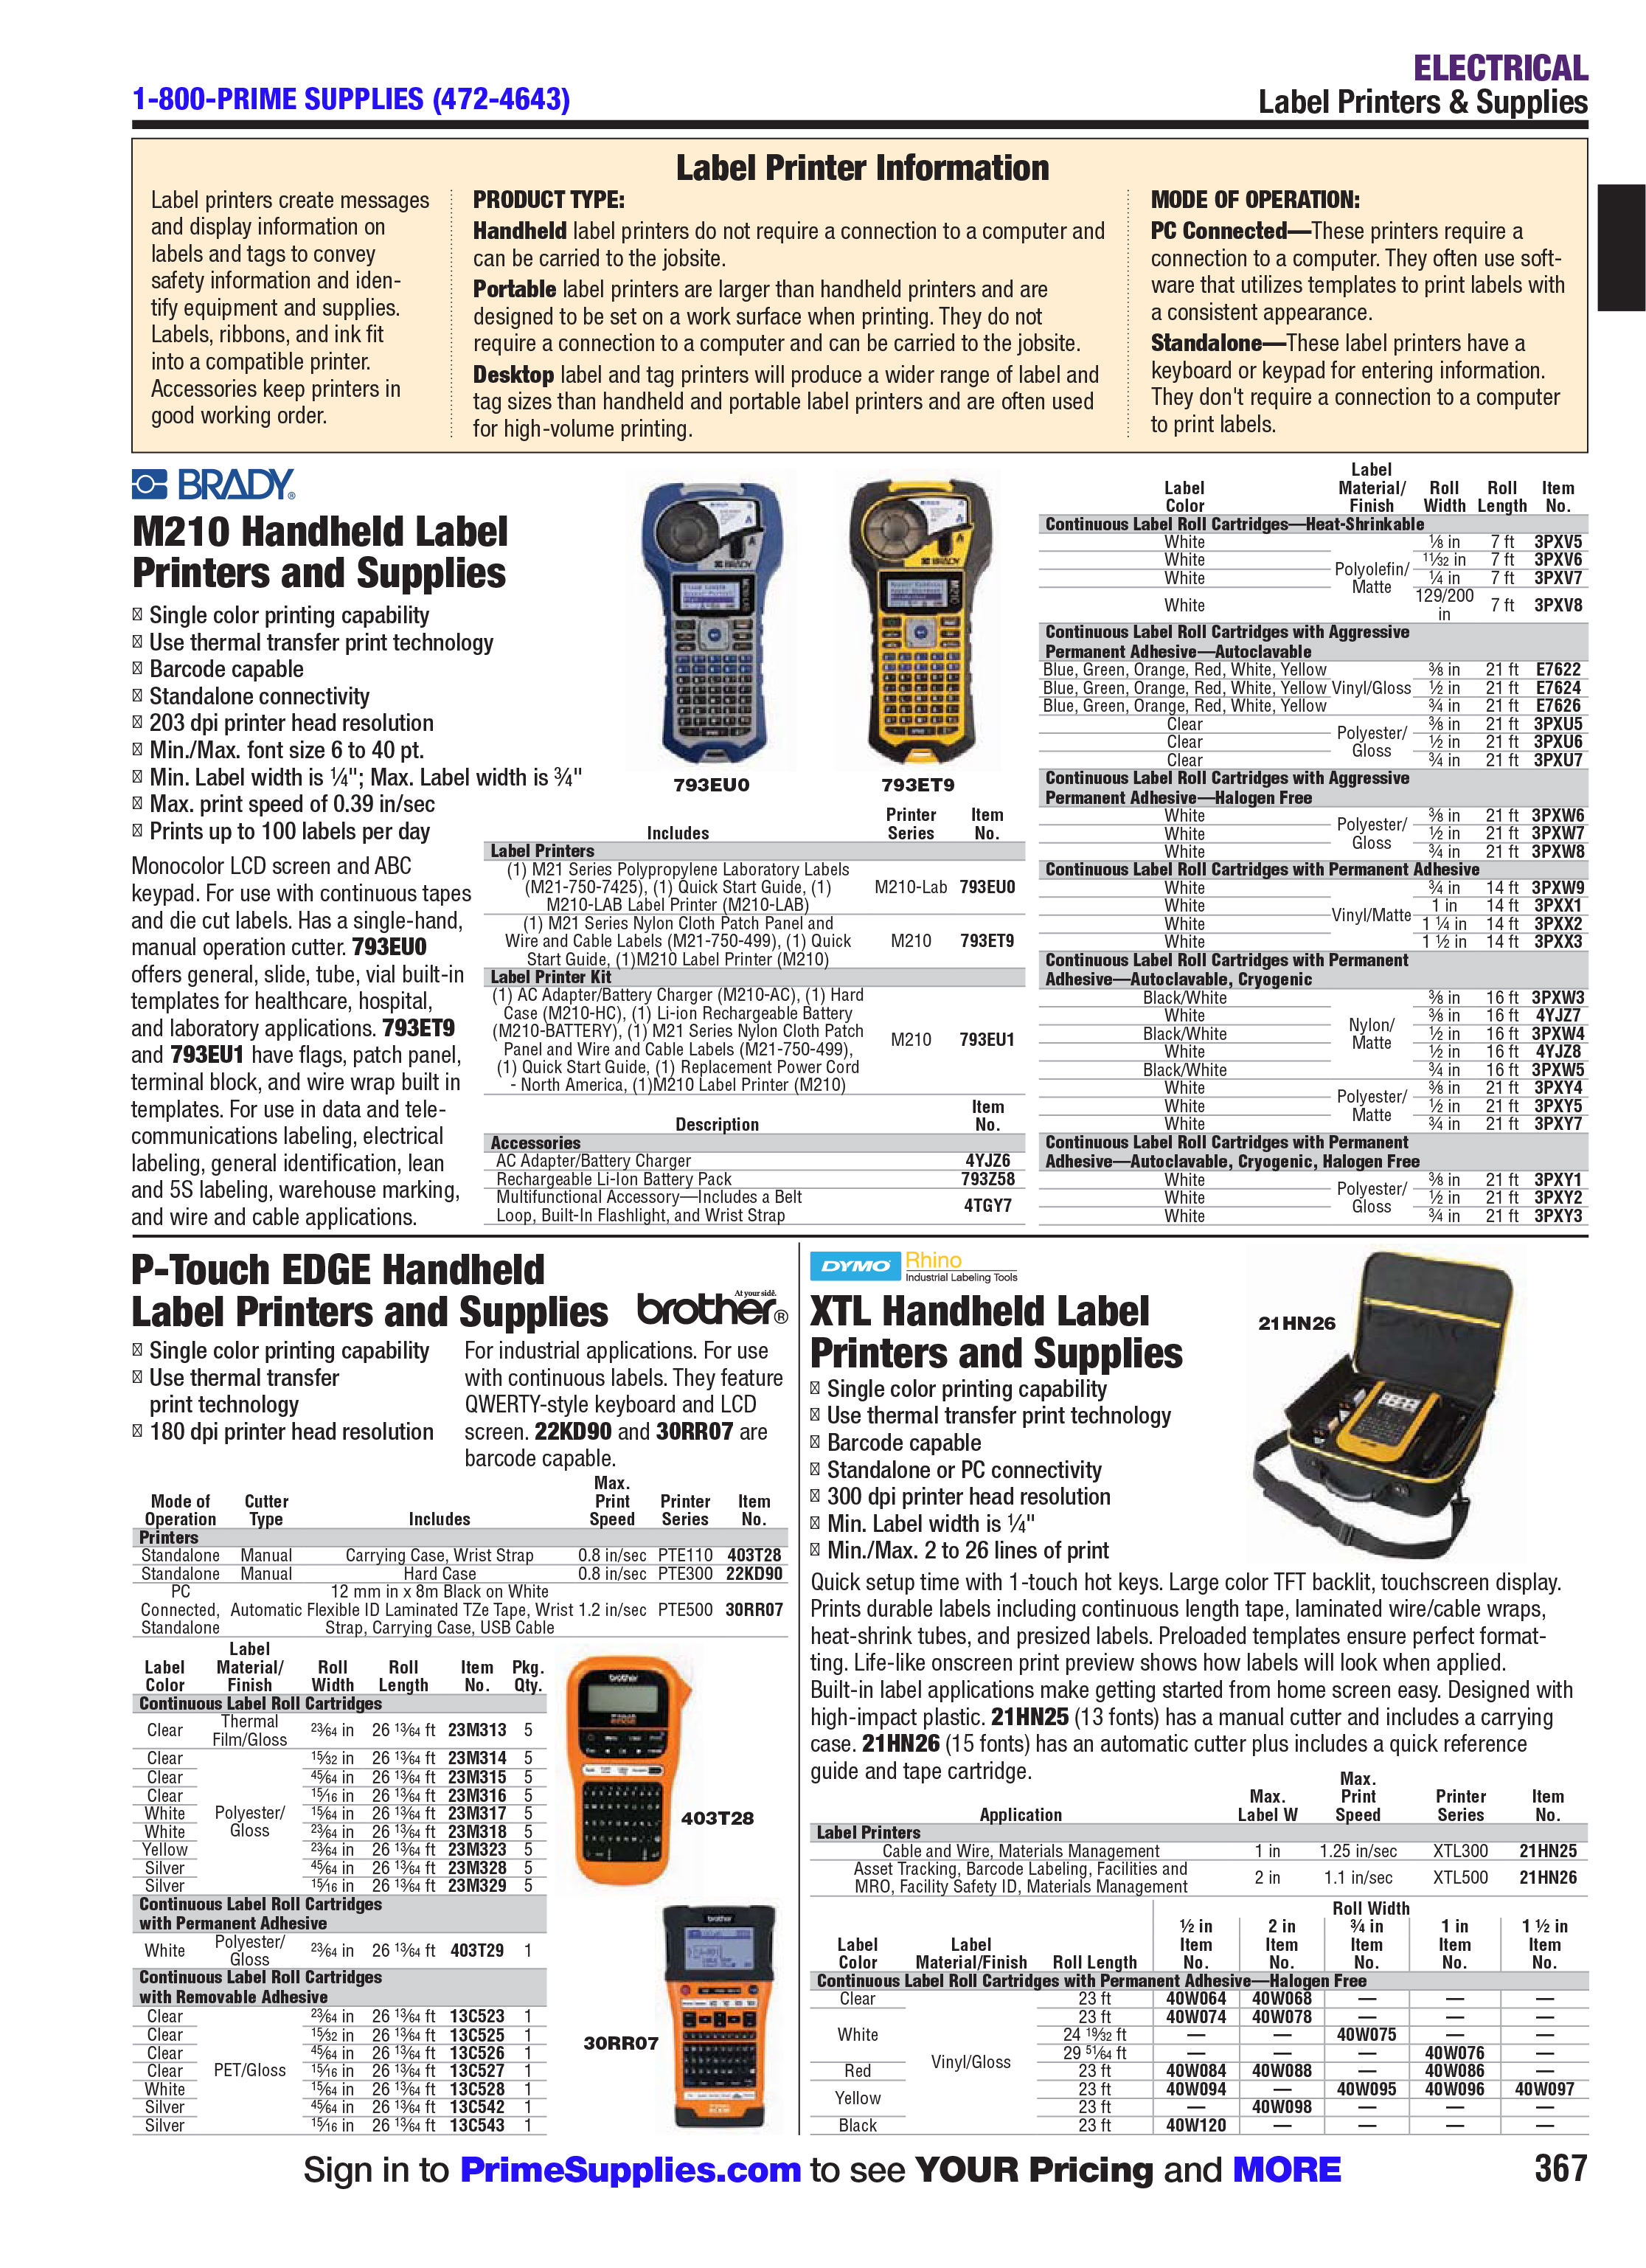 ELECTRICAL
1-800-PRIME SUPPLIES (472-4643)
Label Printers & Supplies
Label Printer Information
Label printers create messages
and display information on
labels and tags to convey
safety information and iden-
tify equipment and supplies.
Labels, ribbons, and ink fit
into a compatible printer.
Accessories keep printers in
good working order.
PRODUCT TYPE:
Handheld label printers do not require a connection to a computer and
can be carried to the jobsite.
Portable label printers are larger than handheld printers and are
designed to be set on a work surface when printing. They do not
require a connection to a computer and can be carried to the jobsite.
Desktop label and tag printers will produce a wider range of label and
tag sizes than handheld and portable label printers and are often used
for high-volume printing.
MODE OF OPERATION:
PC Connected—These printers require a
connection to a computer. They often use soft-
ware that utilizes templates to print labels with
a consistent appearance.
Standalone—These label printers have a
keyboard or keypad for entering information.
They don't require a connection to a computer
to print labels.
BRADY®
M210 Handheld Label
Printers and Supplies
Single color printing capability
Use thermal transfer print technology
Barcode capable
Standalone connectivity
203 dpi printer head resolution
Min./Max. font size 6 to 40 pt.
Min. Label width is ¼"; Max. Label width is ¾"
Max. print speed of 0.39 in/sec
Prints up to 100 labels per day
Monocolor LCD screen and ABC
keypad. For use with continuous tapes
and die cut labels. Has a single-hand,
manual operation cutter. 793EU0
offers general, slide, tube, vial built-in
templates for healthcare, hospital,
and laboratory applications. 793ET9
and 793EU1 have flags, patch panel,
terminal block, and wire wrap built in
templates. For use in data and tele-
communications labeling, electrical
labeling, general identification, lean
and 5S labeling, warehouse marking,
and wire and cable applications.
793EU0
793ET9
Includes Printer Series Item No.
Label Printers
(1) M21 Series Polypropylene Laboratory Labels
(M21-750-7425), (1) Quick Start Guide, (1) M210-Lab 793EU0
M210-LAB Label Printer (M210-LAB)
(1) M21 Series Nylon Cloth Patch Panel and
Wire and Cable Labels (M21-750-499), (1) Quick M210 793ET9
Start Guide, (1)M210 Label Printer (M210)
Label Printer Kit
(1) AC Adapter/Battery Charger (M210-AC), (1) Hard
Case (M210-HC), (1) Li-ion Rechargeable Battery
(M210-BATTERY), (1) M21 Series Nylon Cloth Patch
Panel and Wire and Cable Labels (M21-750-499), M210 793EU1
(1) Quick Start Guide, (1) Replacement Power Cord
- North America, (1)M210 Label Printer (M210)
Description Item No.
Accessories
AC Adapter/Battery Charger 4YJZ6
Rechargeable Li-Ion Battery Pack 793Z58
Multifunctional Accessory—Includes a Belt
Loop, Built-In Flashlight, and Wrist Strap 4TGY7
Label Color Label Material/Finish Roll Width Roll Length Item No.
Continuous Label Roll Cartridges—Heat-Shrinkable
White ⅛ in 7 ft 3PXV5
White 11/32 in 7 ft 3PXV6
Polyolefin/Matte
White ¼ in 7 ft 3PXV7
White 129/200 in 7 ft 3PXV8
Continuous Label Roll Cartridges with Aggressive
Permanent Adhesive—Autoclavable
Blue, Green, Orange, Red, White, Yellow ⅜ in 21 ft E7622
Blue, Green, Orange, Red, White, Yellow Vinyl/Gloss ½ in 21 ft E7624
Blue, Green, Orange, Red, White, Yellow ¾ in 21 ft E7626
Clear ⅜ in 21 ft 3PXU5
Clear Polyester/Gloss ½ in 21 ft 3PXU6
Clear ¾ in 21 ft 3PXU7
Continuous Label Roll Cartridges with Aggressive
Permanent Adhesive—Halogen Free
White ⅜ in 21 ft 3PXW6
White Polyester/Gloss ½ in 21 ft 3PXW7
White ¾ in 21 ft 3PXW8
Continuous Label Roll Cartridges with Permanent Adhesive
White ¾ in 14 ft 3PXW9
White 1 in 14 ft 3PXX1
Vinyl/Matte
White 1 ¼ in 14 ft 3PXX2
White 1 ½ in 14 ft 3PXX3
Continuous Label Roll Cartridges with Permanent
Adhesive—Autoclavable, Cryogenic
Black/White ⅜ in 16 ft 3PXW3
White ⅜ in 16 ft 4YJZ7
Black/White Nylon/Matte ½ in 16 ft 3PXW4
White ½ in 16 ft 4YJZ8
Black/White ¾ in 16 ft 3PXW5
White ⅜ in 21 ft 3PXY4
White Polyester/Matte ½ in 21 ft 3PXY5
White ¾ in 21 ft 3PXY7
Continuous Label Roll Cartridges with Permanent
Adhesive—Autoclavable, Cryogenic, Halogen Free
White ⅜ in 21 ft 3PXY1
White Polyester/Gloss ½ in 21 ft 3PXY2
White ¾ in 21 ft 3PXY3
P-Touch EDGE Handheld
Label Printers and Supplies
At your side.
brother®
Single color printing capability
Use thermal transfer
print technology
180 dpi printer head resolution
For industrial applications. For use
with continuous labels. They feature
QWERTY-style keyboard and LCD
screen. 22KD90 and 30RR07 are
barcode capable.
Mode of Operation Cutter Type Includes Max. Print Speed Printer Series Item No.
Printers
Standalone Manual Carrying Case, Wrist Strap 0.8 in/sec PTE110 403T28
Standalone Manual Hard Case 0.8 in/sec PTE300 22KD90
PC 12 mm in x 8m Black on White
Connected, Automatic Flexible ID Laminated TZe Tape, Wrist 1.2 in/sec PTE500 30RR07
Standalone Strap, Carrying Case, USB Cable
Label Color Label Material/Finish Roll Width Roll Length Item No. Pkg. Qty.
Continuous Label Roll Cartridges
Clear Thermal Film/Gloss 23/64 in 26 13/64 ft 23M313 5
Clear 15/32 in 26 13/64 ft 23M314 5
Clear 45/64 in 26 13/64 ft 23M315 5
Clear 15/16 in 26 13/64 ft 23M316 5
White Polyester/Gloss 15/64 in 26 13/64 ft 23M317 5
White 23/64 in 26 13/64 ft 23M318 5
Yellow 23/64 in 26 13/64 ft 23M323 5
Silver 45/64 in 26 13/64 ft 23M328 5
Silver 15/16 in 26 13/64 ft 23M329 5
Continuous Label Roll Cartridges
with Permanent Adhesive
White Polyester/Gloss 23/64 in 26 13/64 ft 403T29 1
Continuous Label Roll Cartridges
with Removable Adhesive
Clear 23/64 in 26 13/64 ft 13C523 1
Clear 15/32 in 26 13/64 ft 13C525 1
Clear 45/64 in 26 13/64 ft 13C526 1
Clear PET/Gloss 15/16 in 26 13/64 ft 13C527 1
White 15/64 in 26 13/64 ft 13C528 1
Silver 45/64 in 26 13/64 ft 13C542 1
Silver 15/16 in 26 13/64 ft 13C543 1
brother
403T28
brother
30RR07
DYMO Rhino
Industrial Labeling Tools
XTL Handheld Label
Printers and Supplies
21HN26
Single color printing capability
Use thermal transfer print technology
Barcode capable
Standalone or PC connectivity
300 dpi printer head resolution
Min. Label width is ¼"
Min./Max. 2 to 26 lines of print
Quick setup time with 1-touch hot keys. Large color TFT backlit, touchscreen display.
Prints durable labels including continuous length tape, laminated wire/cable wraps,
heat-shrink tubes, and presized labels. Preloaded templates ensure perfect format-
ting. Life-like onscreen print preview shows how labels will look when applied.
Built-in label applications make getting started from home screen easy. Designed with
high-impact plastic. 21HN25 (13 fonts) has a manual cutter and includes a carrying
case. 21HN26 (15 fonts) has an automatic cutter plus includes a quick reference
guide and tape cartridge.
Application Max. Label W Max. Print Speed Printer Series Item No.
Label Printers
Cable and Wire, Materials Management 1 in 1.25 in/sec XTL300 21HN25
Asset Tracking, Barcode Labeling, Facilities and
MRO, Facility Safety ID, Materials Management 2 in 1.1 in/sec XTL500 21HN26
Roll Width
Label Color Label Material/Finish Roll Length ½ in Item No. 2 in Item No. ¾ in Item No. 1 in Item No. 1 ½ in Item No.
Continuous Label Roll Cartridges with Permanent Adhesive—Halogen Free
Clear 23 ft 40W064 40W068 — — —
23 ft 40W074 40W078 — — —
White 24 19/32 ft — — 40W075 — —
29 51/64 ft — — — 40W076 —
Vinyl/Gloss
Red 23 ft 40W084 40W088 — 40W086 —
Yellow 23 ft 40W094 — 40W095 40W096 40W097
23 ft — 40W098 — — —
Black 23 ft 40W120 — — — —
Sign in to PrimeSupplies.com to see YOUR Pricing and MORE
367